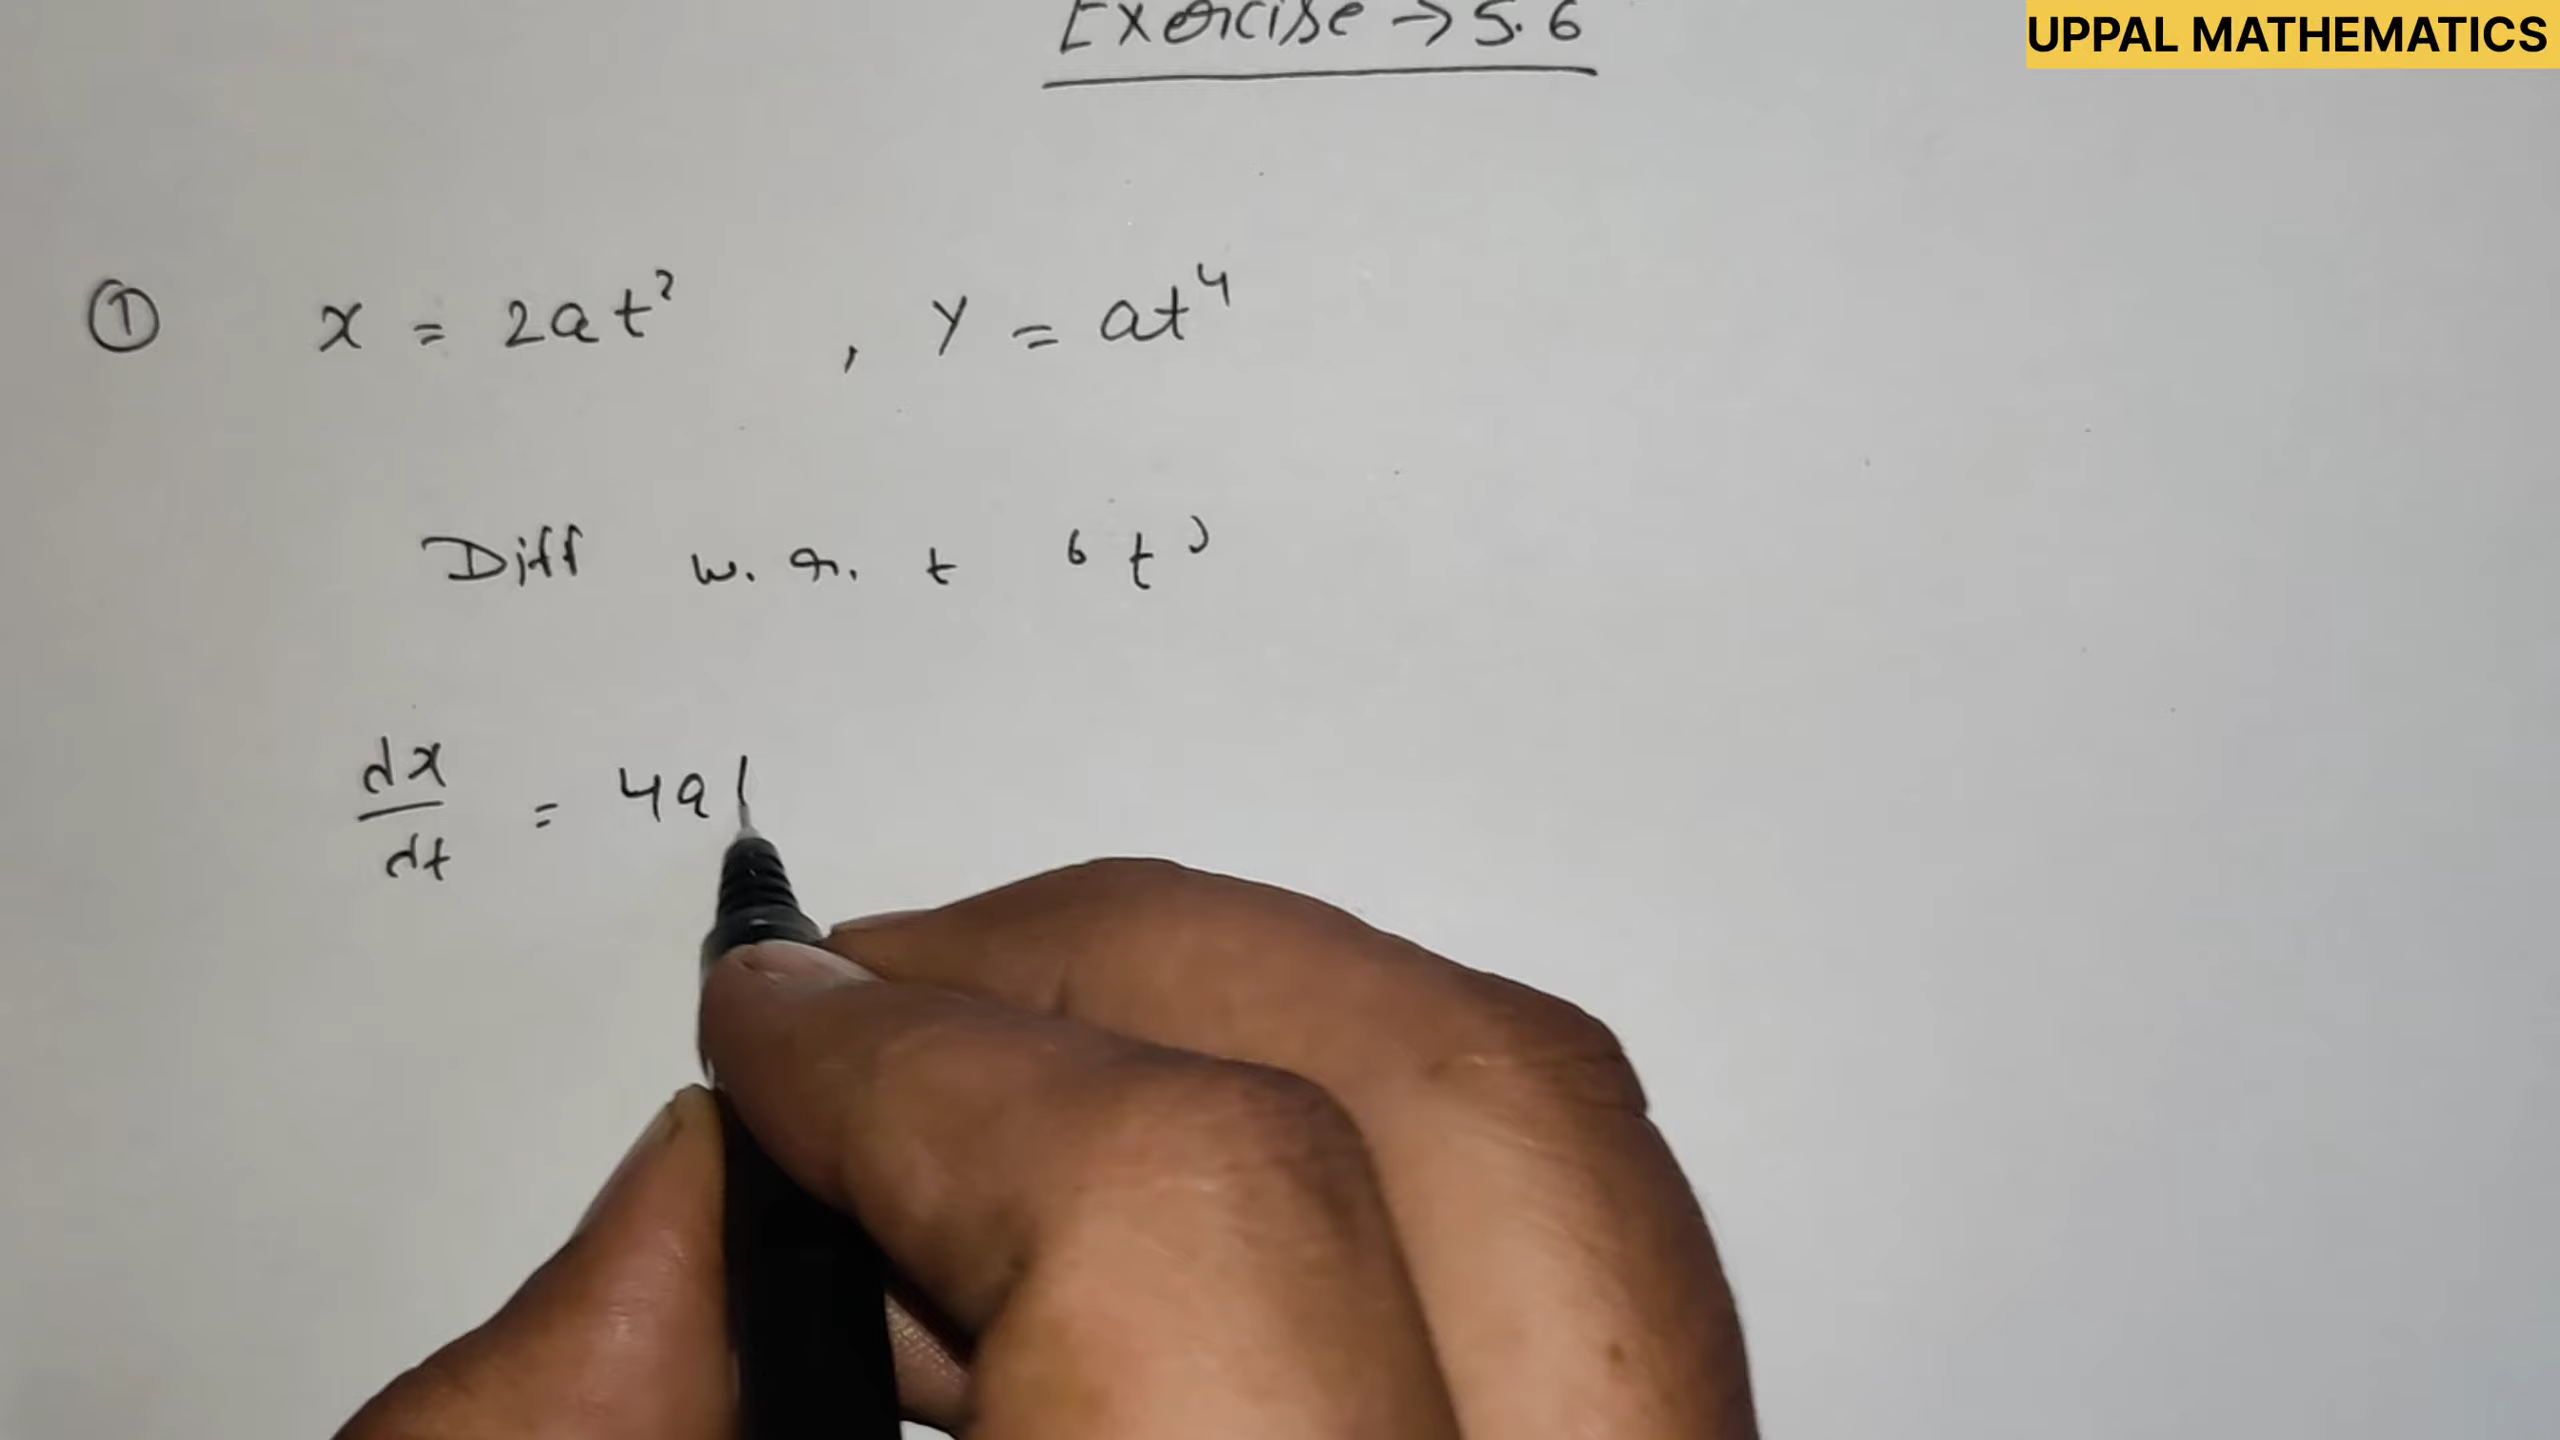 Exercise → 5.6
UPPAL MATHEMATICS
① x = 2at² , y = at⁴
Diff w.r.t 't'
dx/dt = 4a